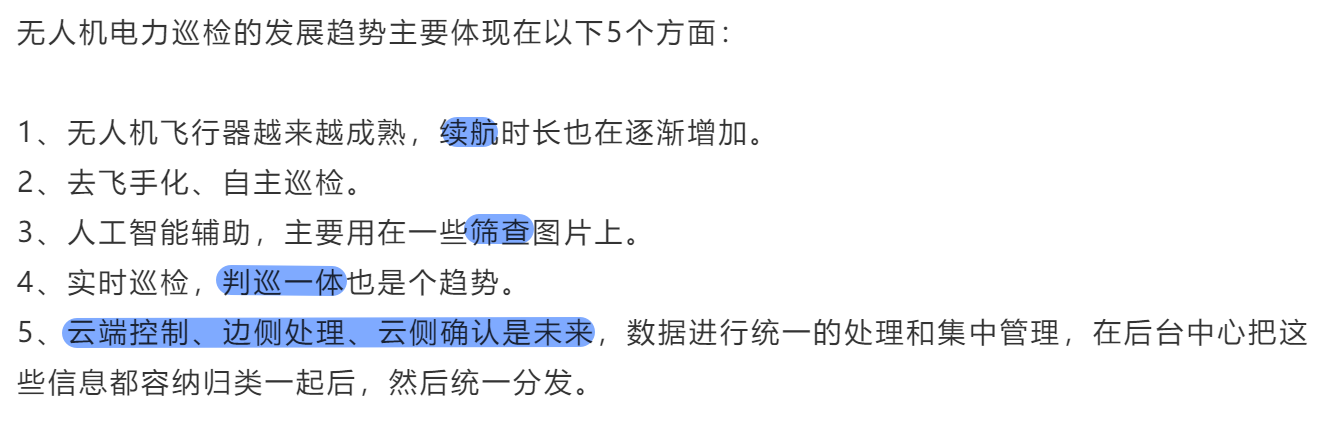 无人机电力巡检的发展趋势主要体现在以下5个方面：
1、无人机飞行器越来越成熟，续航时长也在逐渐增加。
2、去飞手化、自主巡检。
3、人工智能辅助，主要用在一些筛查图片上。
4、实时巡检，判巡一体也是个趋势。
5、云端控制、边侧处理、云侧确认是未来，数据进行统一的处理和集中管理，在后台中心把这
些信息都容纳归类一起后，然后统一分发。